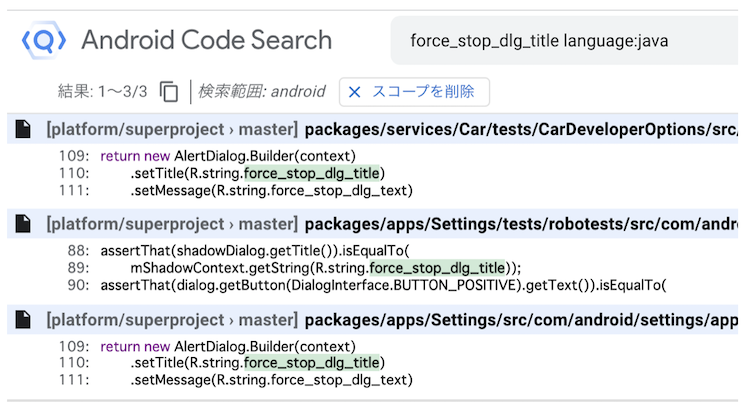 Android Code Search
force_stop_dlg_title language:java
結果: 1〜3/3
検索範囲: android
スコープを削除
[platform/superproject › master] packages/services/Car/tests/CarDeveloperOptions/src/
109: return new AlertDialog.Builder(context)
110: .setTitle(R.string.force_stop_dlg_title)
111: .setMessage(R.string.force_stop_dlg_text)
[platform/superproject › master] packages/apps/Settings/tests/robotests/src/com/andro
88: assertThat(shadowDialog.getTitle()).isEqualTo(
89: mShadowContext.getString(R.string.force_stop_dlg_title));
90: assertThat(dialog.getButton(DialogInterface.BUTTON_POSITIVE).getText()).isEqualTo(
[platform/superproject › master] packages/apps/Settings/src/com/android/settings/app
109: return new AlertDialog.Builder(context)
110: .setTitle(R.string.force_stop_dlg_title)
111: .setMessage(R.string.force_stop_dlg_text)